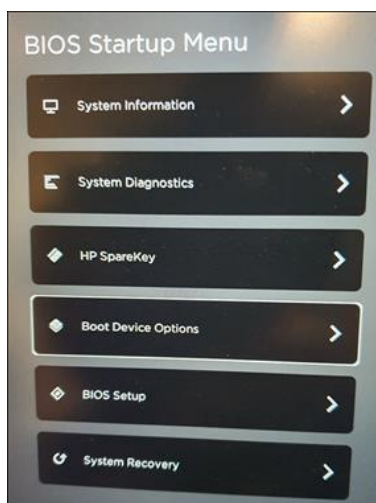 BIOS Startup Menu
System Information
System Diagnostics
HP SpareKey
Boot Device Options
BIOS Setup
System Recovery